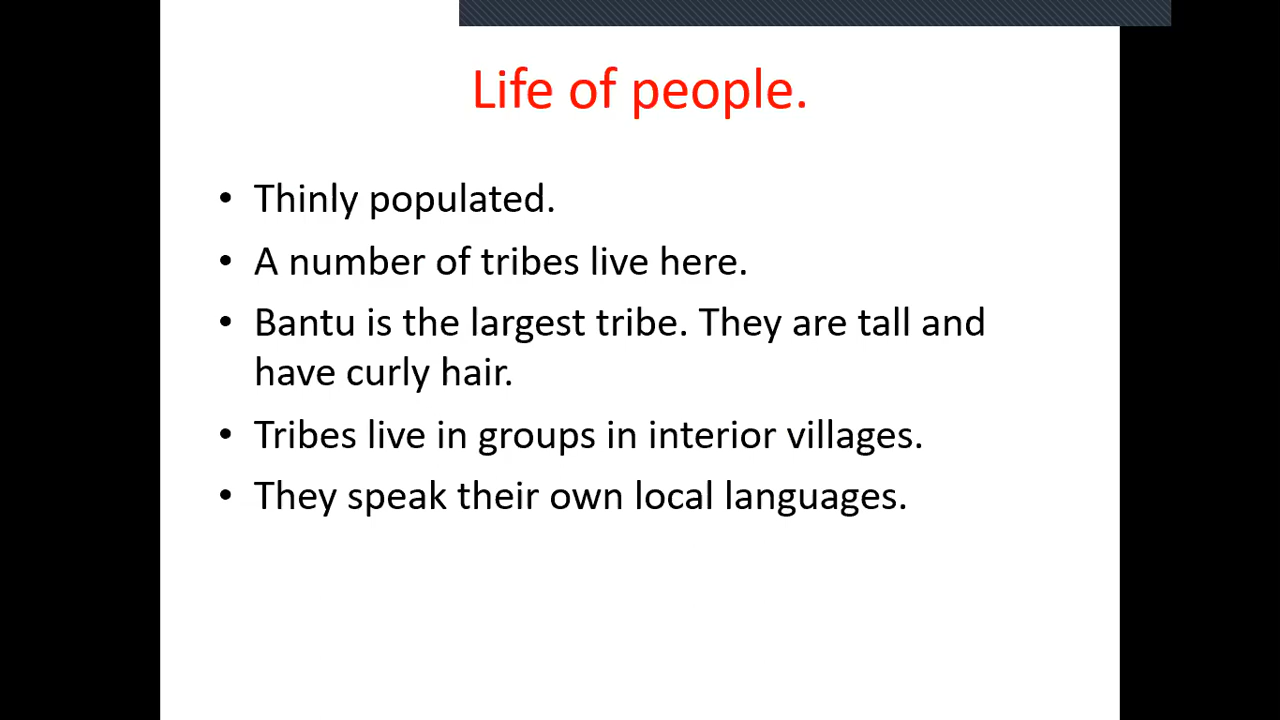 Life of people.
• Thinly populated.
• A number of tribes live here.
• Bantu is the largest tribe. They are tall and
have curly hair.
• Tribes live in groups in interior villages.
• They speak their own local languages.